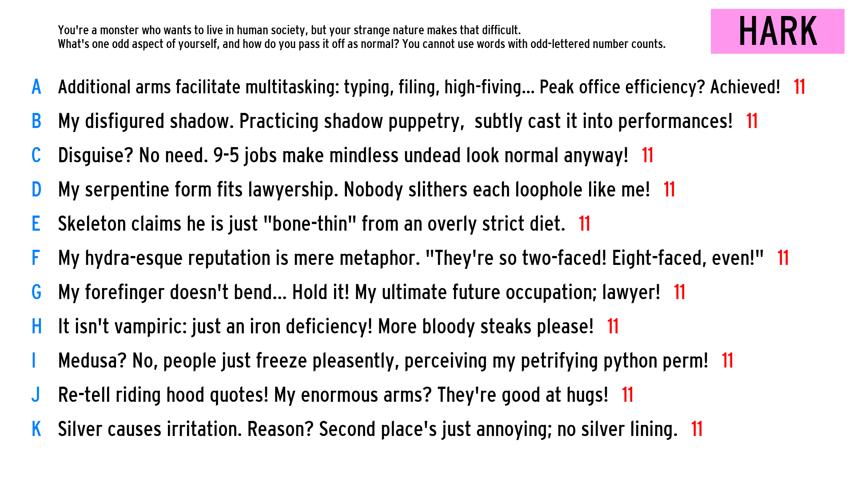 You're a monster who wants to live in human society, but your strange nature makes that difficult.
What's one odd aspect of yourself, and how do you pass it off as normal? You cannot use words with odd-lettered number counts.
HARK
A Additional arms facilitate multitasking: typing, filing, high-fiving... Peak office efficiency? Achieved! 11
B My disfigured shadow. Practicing shadow puppetry, subtly cast it into performances! 11
C Disguise? No need. 9-5 jobs make mindless undead look normal anyway! 11
D My serpentine form fits lawyership. Nobody slithers each loophole like me! 11
E Skeleton claims he is just "bone-thin" from an overly strict diet. 11
F My hydra-esque reputation is mere metaphor. "They're so two-faced! Eight-faced, even!" 11
G My forefinger doesn't bend... Hold it! My ultimate future occupation; lawyer! 11
H It isn't vampiric: just an iron deficiency! More bloody steaks please! 11
I Medusa? No, people just freeze pleasently, perceiving my petrifying python perm! 11
J Re-tell riding hood quotes! My enormous arms? They're good at hugs! 11
K Silver causes irritation. Reason? Second place's just annoying; no silver lining. 11